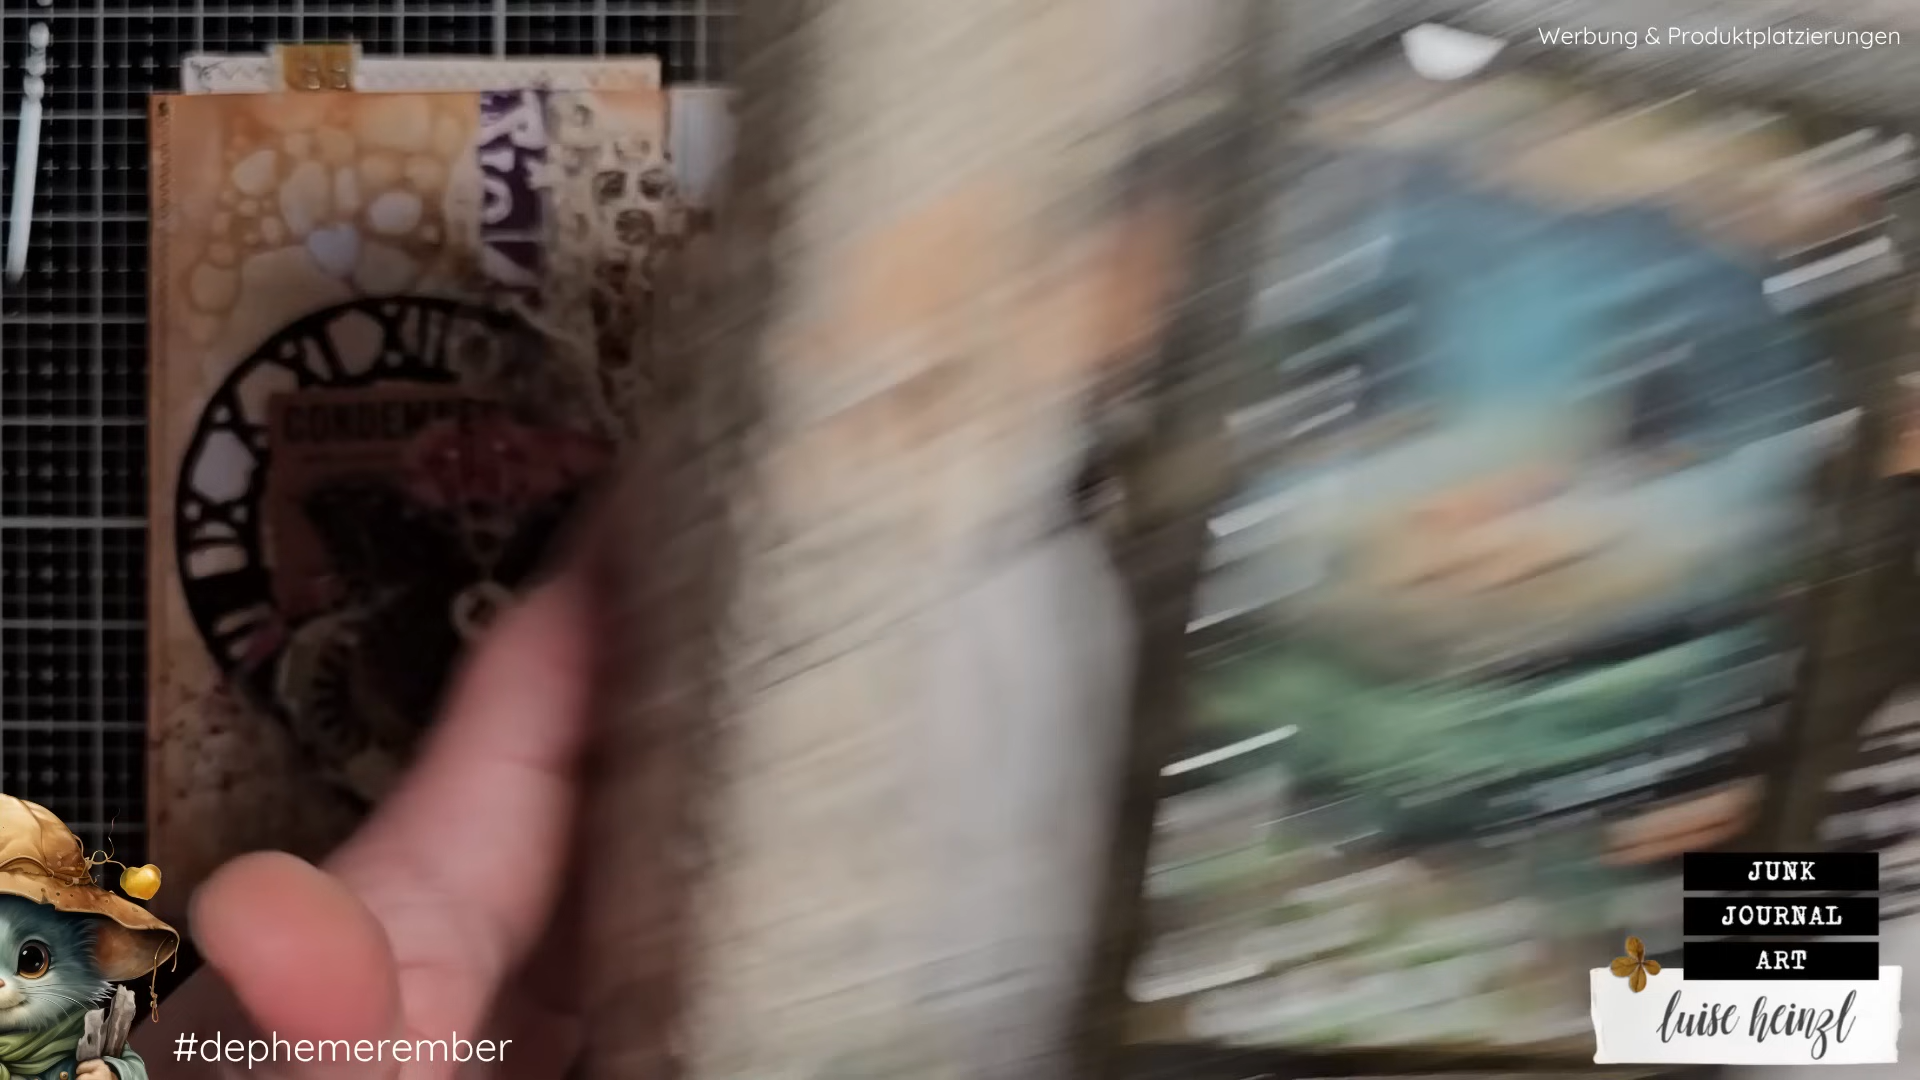 Werbung & Produktplatzierungen
JUNK
JOURNAL
ART
luise heinzl
#dephemerember